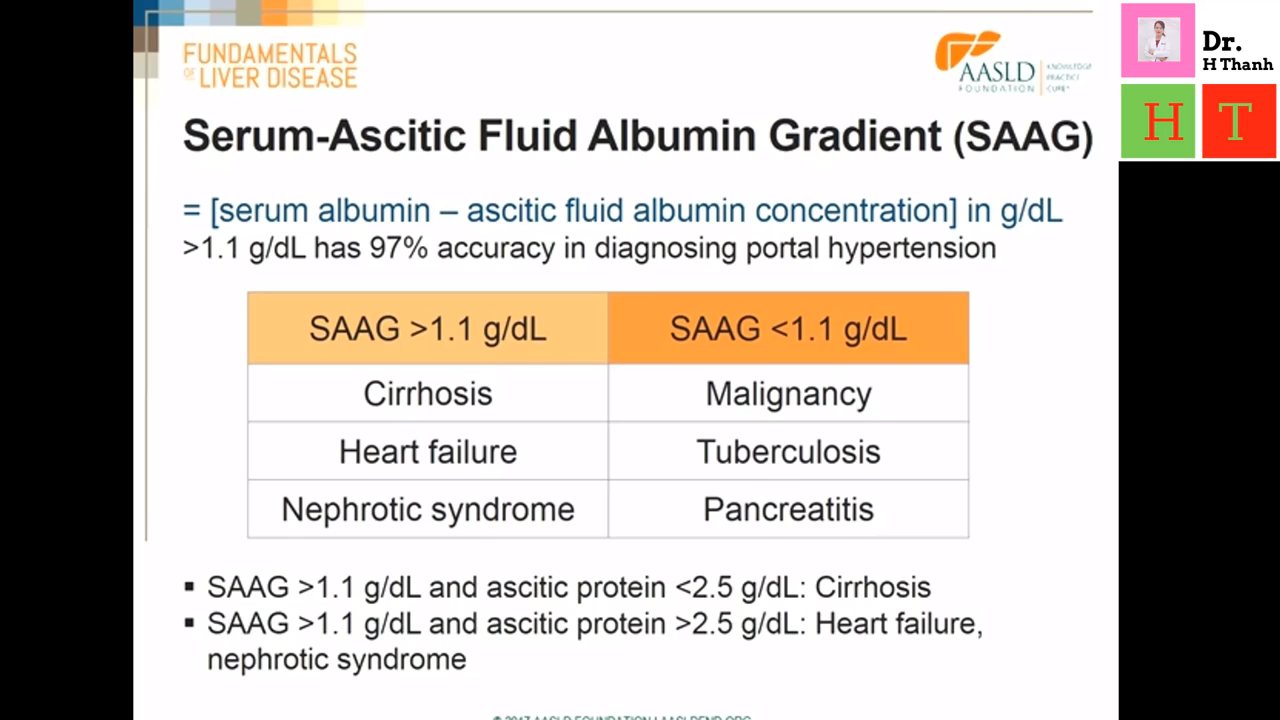 FUNDAMENTALS
OF LIVER DISEASE
AASLD
FOUNDATION
KNOWLEDGE
PRACTICE
CURE
Dr.
H Thanh
H T
Serum-Ascitic Fluid Albumin Gradient (SAAG)
= [serum albumin – ascitic fluid albumin concentration] in g/dL
>1.1 g/dL has 97% accuracy in diagnosing portal hypertension
SAAG >1.1 g/dL SAAG <1.1 g/dL
Cirrhosis Malignancy
Heart failure Tuberculosis
Nephrotic syndrome Pancreatitis
▪ SAAG >1.1 g/dL and ascitic protein <2.5 g/dL: Cirrhosis
▪ SAAG >1.1 g/dL and ascitic protein >2.5 g/dL: Heart failure,
nephrotic syndrome